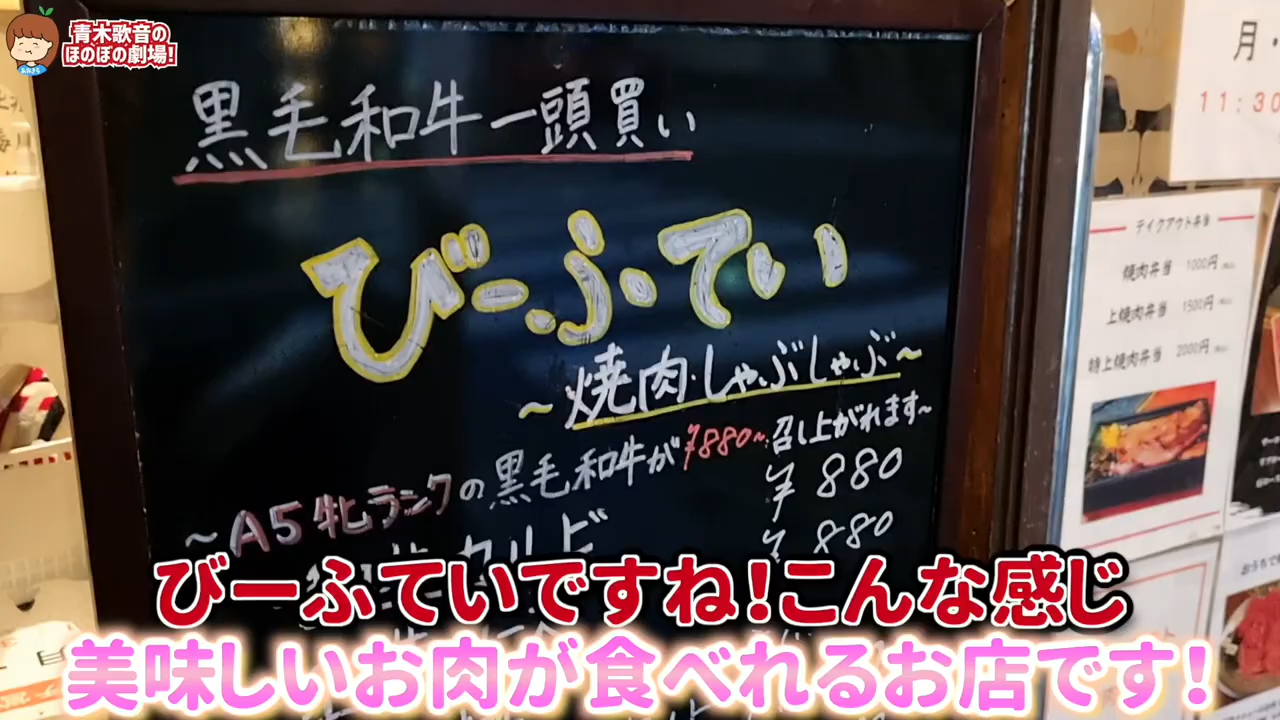 青木歌音の
ほのぼの劇場!
黒毛和牛一頭買い
びーふてい
～焼肉・しゃぶしゃぶ～
～A5牝ランクの黒毛和牛が¥880～召し上がれます～
¥880
カルビ
¥880
月・
11:30
テイクアウト弁当
焼肉弁当 1000円
上焼肉弁当 1500円
特上焼肉弁当 2000円
おうちで
びーふていですね!こんな感じ
美味しいお肉が食べれるお店です!